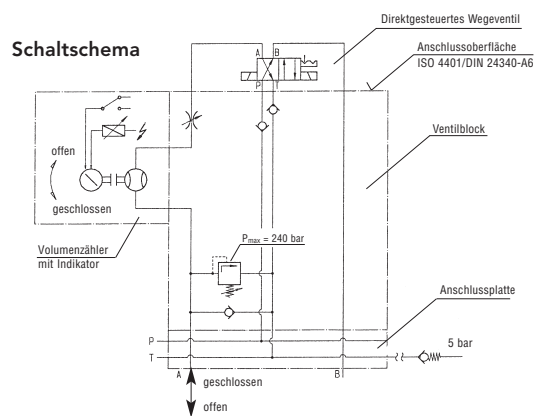 Schaltschema
Direktgesteuertes Wegeventil
Anschlussoberfläche
ISO 4401/DIN 24340-A6
A B
P T
Ventilblock
offen
geschlossen
Volumenzähler
mit Indikator
Pmax = 240 bar
Anschlussplatte
P
T
5 bar
A
B
geschlossen
offen